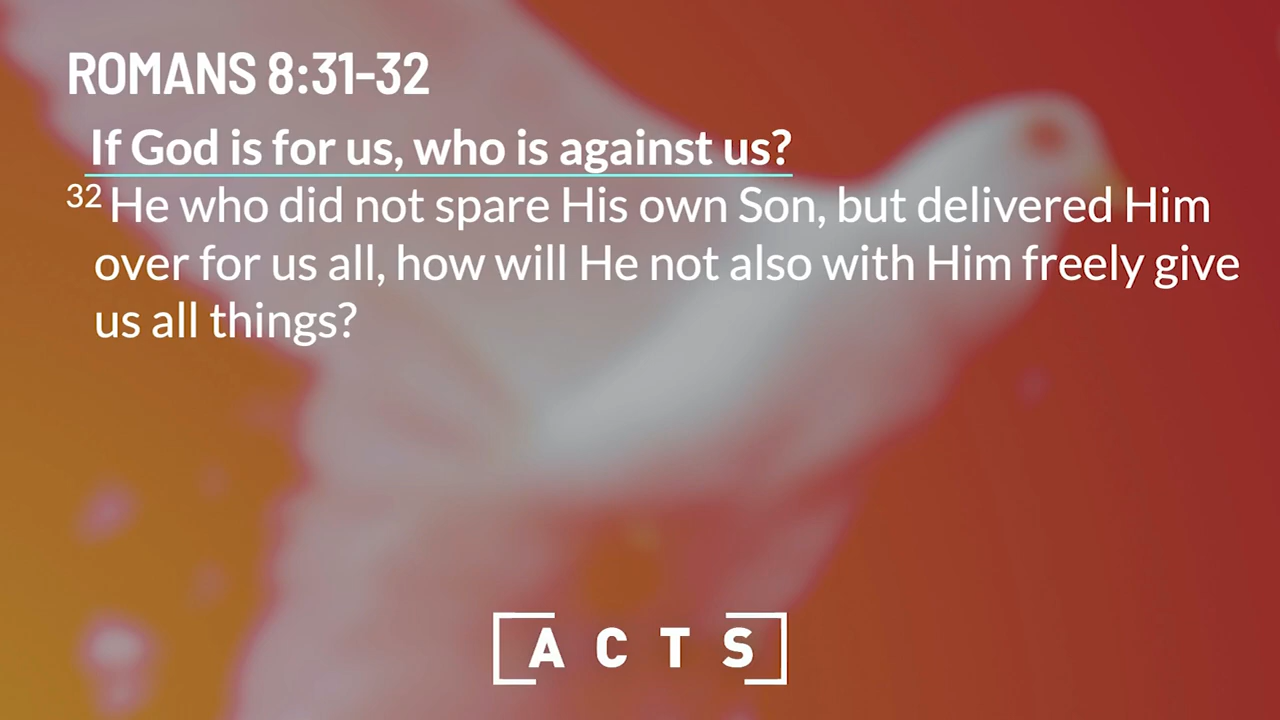 ROMANS 8:31-32
If God is for us, who is against us?
32 He who did not spare His own Son, but delivered Him
over for us all, how will He not also with Him freely give
us all things?
ACTS